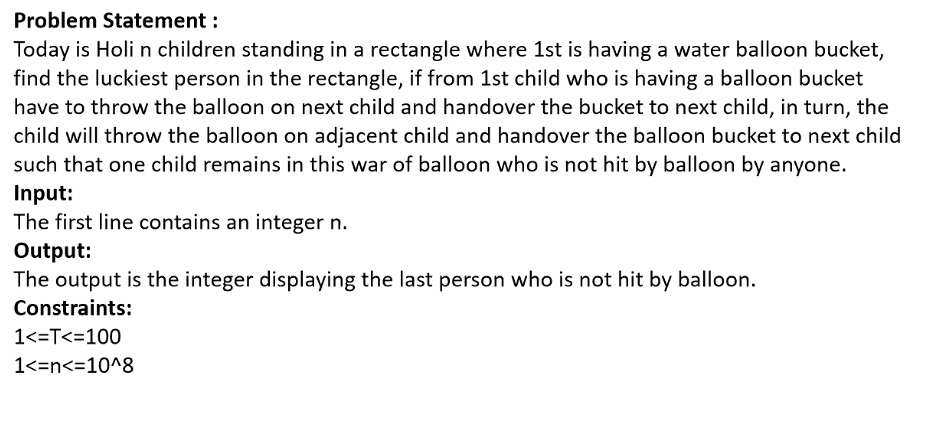 Problem Statement :
Today is Holi n children standing in a rectangle where 1st is having a water balloon bucket,
find the luckiest person in the rectangle, if from 1st child who is having a balloon bucket
have to throw the balloon on next child and handover the bucket to next child, in turn, the
child will throw the balloon on adjacent child and handover the balloon bucket to next child
such that one child remains in this war of balloon who is not hit by balloon by anyone.
Input:
The first line contains an integer n.
Output:
The output is the integer displaying the last person who is not hit by balloon.
Constraints:
1<=T<=100
1<=n<=10^8